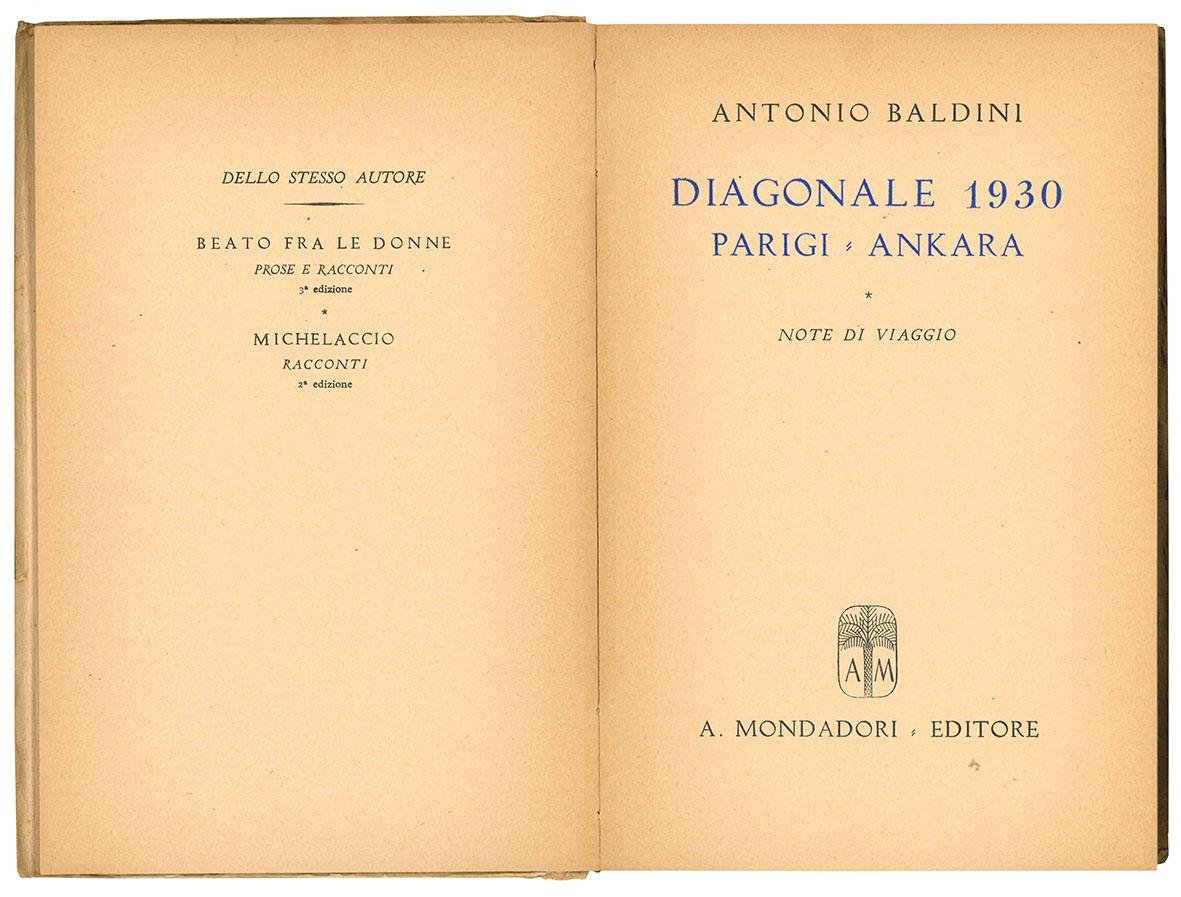 DELLO STESSO AUTORE
BEATO FRA LE DONNE
PROSE E RACCONTI
3ª edizione
*
MICHELACCIO
RACCONTI
2ª edizione
ANTONIO BALDINI
DIAGONALE 1930
PARIGI - ANKARA
*
NOTE DI VIAGGIO
A M
A. MONDADORI - EDITORE